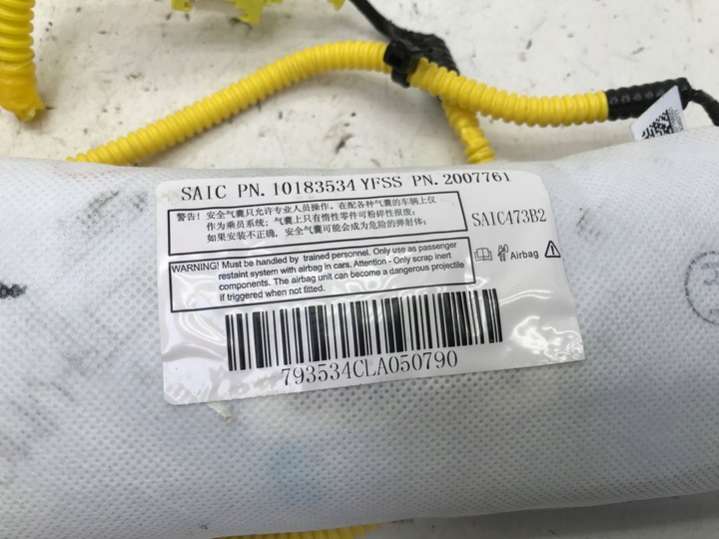 SAIC PN. 10183534 YFSS PN. 2007761
警告! 安全气囊只允许专业人员操作。在配各种气囊的车辆上仅
作为乘员系统; 气囊上只有惰性零件可粉碎性报废;
如果安装不正确, 安全气囊可能会成为危险的弹射体;
SAIC473B2
WARNING! Must be handled by trained personnel. Only use as passenger
restaint system with airbag in cars. Attention - Only scrap inert
components. The airbag unit can become a dangerous projectile
if triggered when not fitted.
Airbag
793534CLA050790